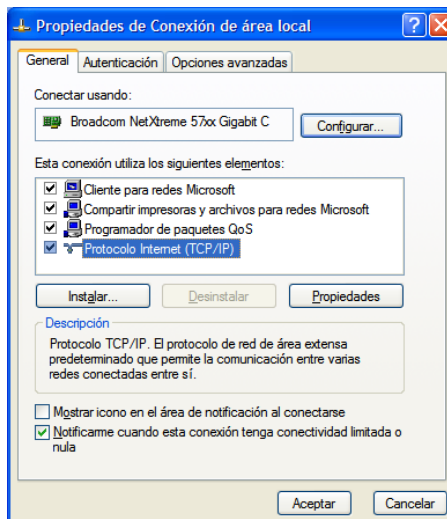 Propiedades de Conexión de área local
General
Autenticación
Opciones avanzadas
Conectar usando:
Broadcom NetXtreme 57xx Gigabit C
Configurar...
Esta conexión utiliza los siguientes elementos:
Cliente para redes Microsoft
Compartir impresoras y archivos para redes Microsoft
Programador de paquetes QoS
Protocolo Internet (TCP/IP)
Instalar...
Desinstalar
Propiedades
Descripción
Protocolo TCP/IP. El protocolo de red de área extensa
predeterminado que permite la comunicación entre varias
redes conectadas entre sí.
Mostrar icono en el área de notificación al conectarse
Notificarme cuando esta conexión tenga conectividad limitada o
nula
Aceptar
Cancelar